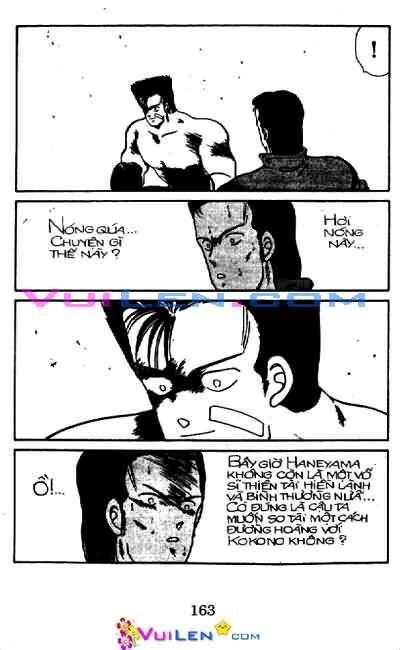 !
NÓNG QÚA...
CHUYỆN GÌ
THẾ NÀY?
HƠI
NÓNG
NÀY...
VUILEN.COM
Ồ!...
BÂY GIỜ HANEYAMA
KHÔNG CÒN LÀ MỘT VÕ
SĨ THIÊN TÀI HIỀN LÀNH
VÀ BÌNH THƯỜNG NỮA...
CÓ ĐÚNG LÀ CẬU TA
MUỐN SO TÀI MỘT CÁCH
ĐƯỜNG HOÀNG VỚI
KOKONO KHÔNG?
163
VUILEN.COM